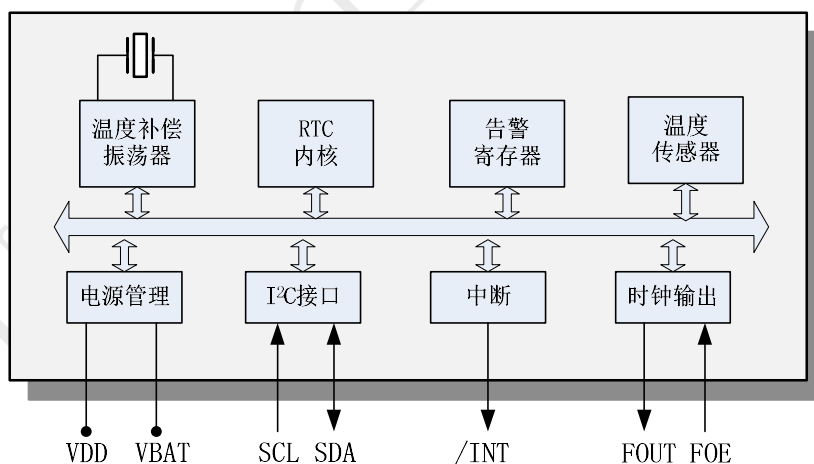 温度补偿
振荡器
RTC
内核
告警
寄存器
温度
传感器
电源管理
I²C接口
中断
时钟输出
VDD VBAT SCL SDA /INT FOUT FOE